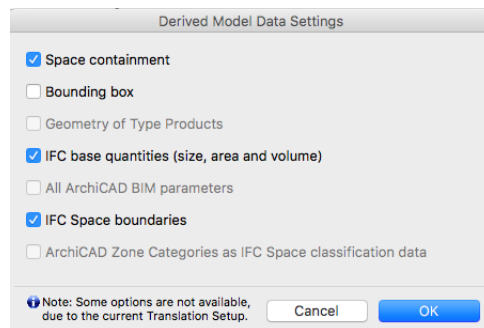 Derived Model Data Settings
Space containment
Bounding box
Geometry of Type Products
IFC base quantities (size, area and volume)
All ArchiCAD BIM parameters
IFC Space boundaries
ArchiCAD Zone Categories as IFC Space classification data
Note: Some options are not available,
due to the current Translation Setup.
Cancel
OK